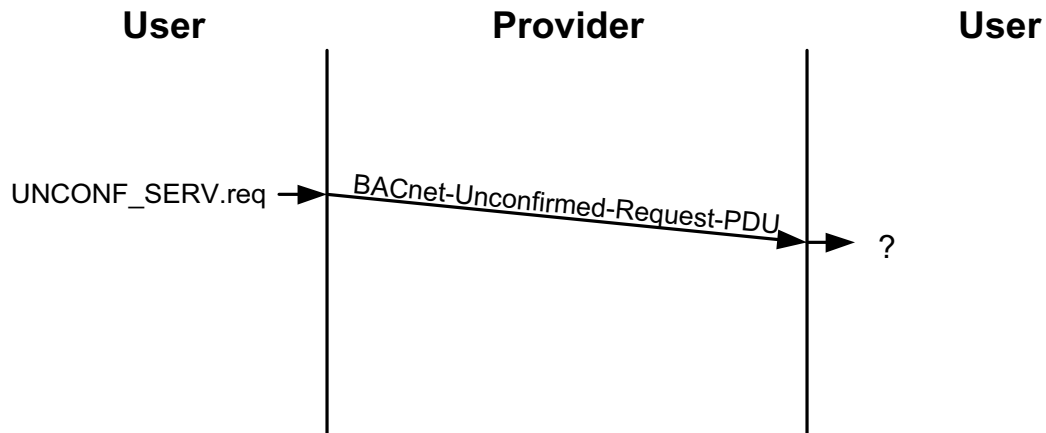 User Provider User
UNCONF_SERV.req
BACnet-Unconfirmed-Request-PDU
?